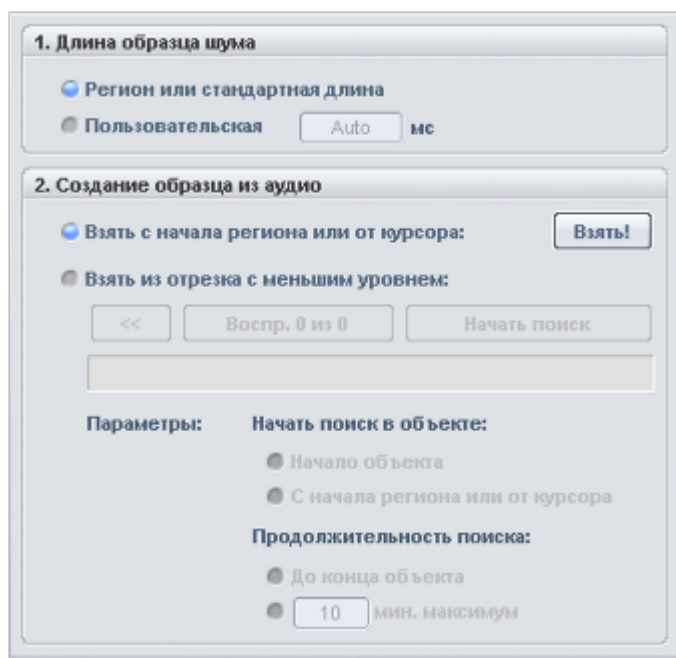 1. Длина образца шума
Регион или стандартная длина
Пользовательская Auto мс
2. Создание образца из аудио
Взять с начала региона или от курсора: Взять!
Взять из отрезка с меньшим уровнем:
<< Воспр. 0 из 0 Начать поиск
Параметры: Начать поиск в объекте:
Начало объекта
С начала региона или от курсора
Продолжительность поиска:
До конца объекта
10 мин. максимум